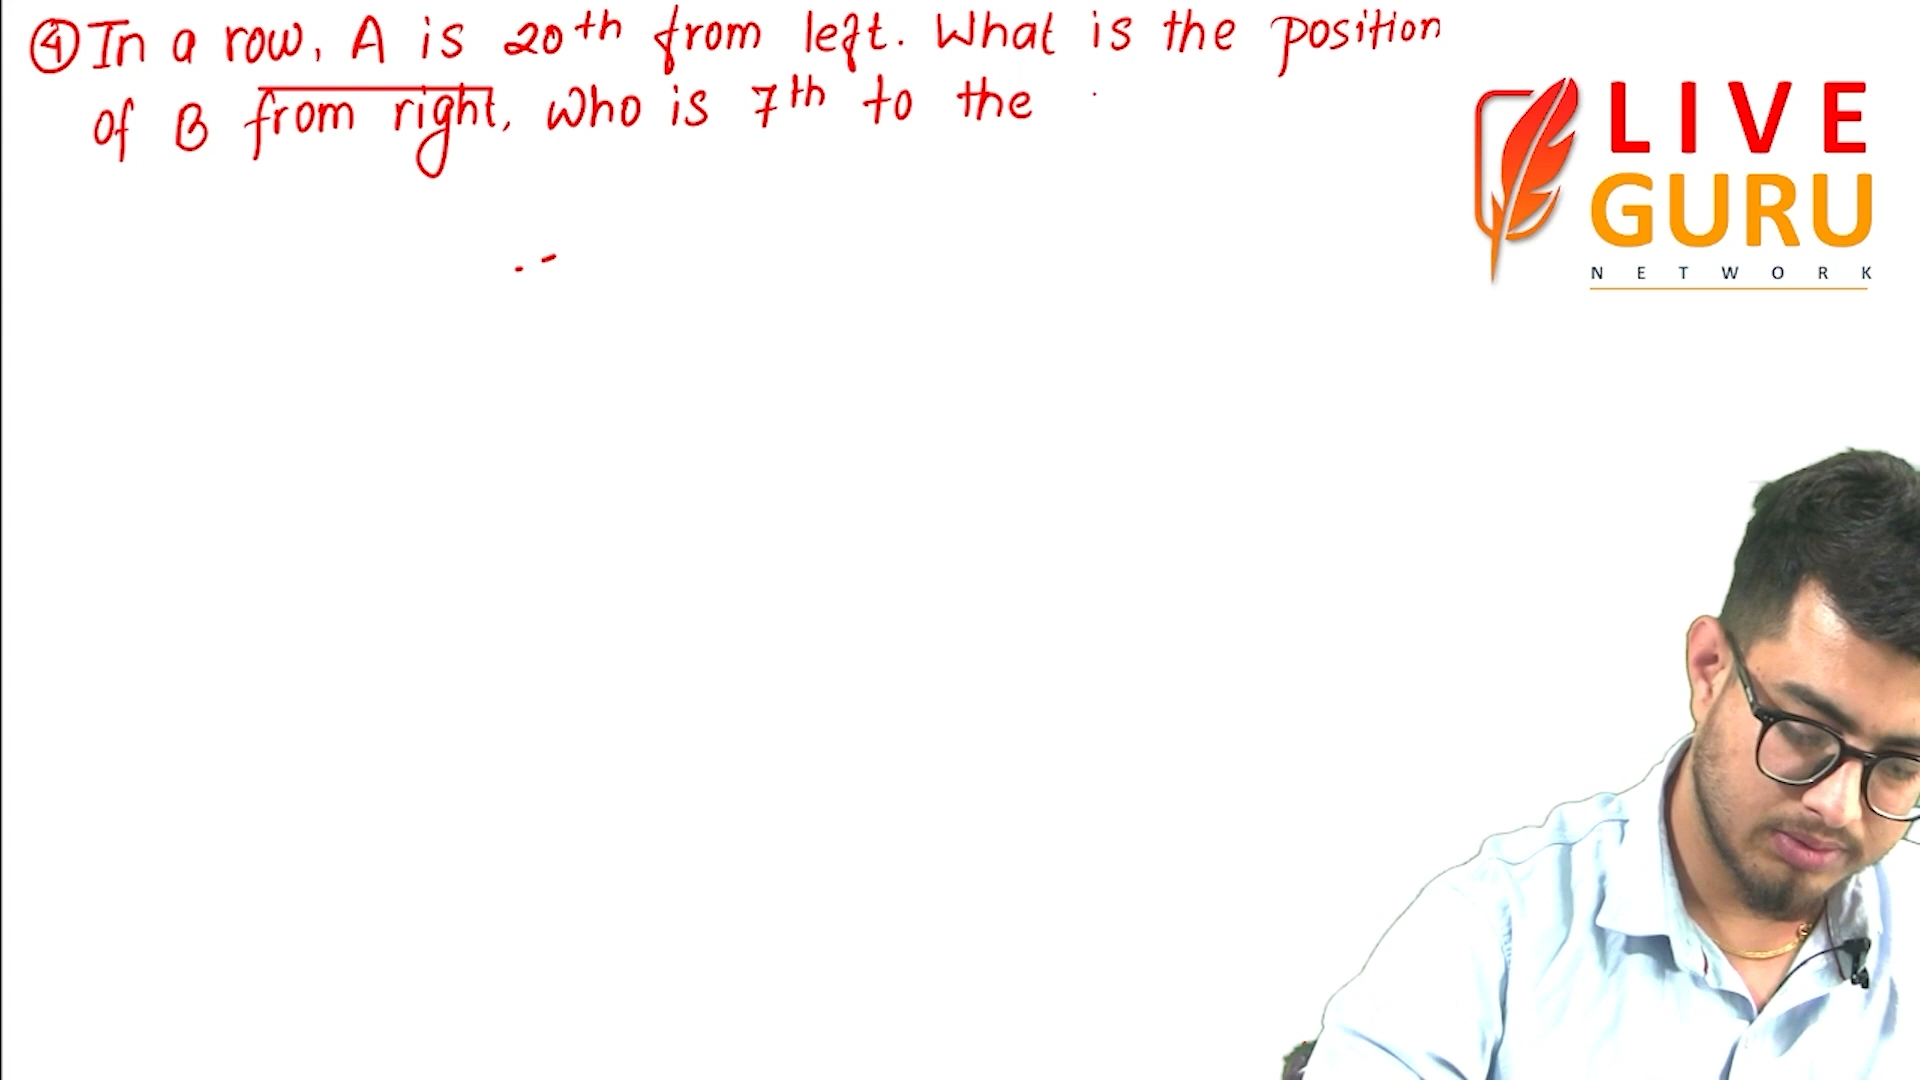 ④ In a row, A is 20th from left. What is the position
of B from right, who is 7th to the
LIVE
GURU
NETWORK